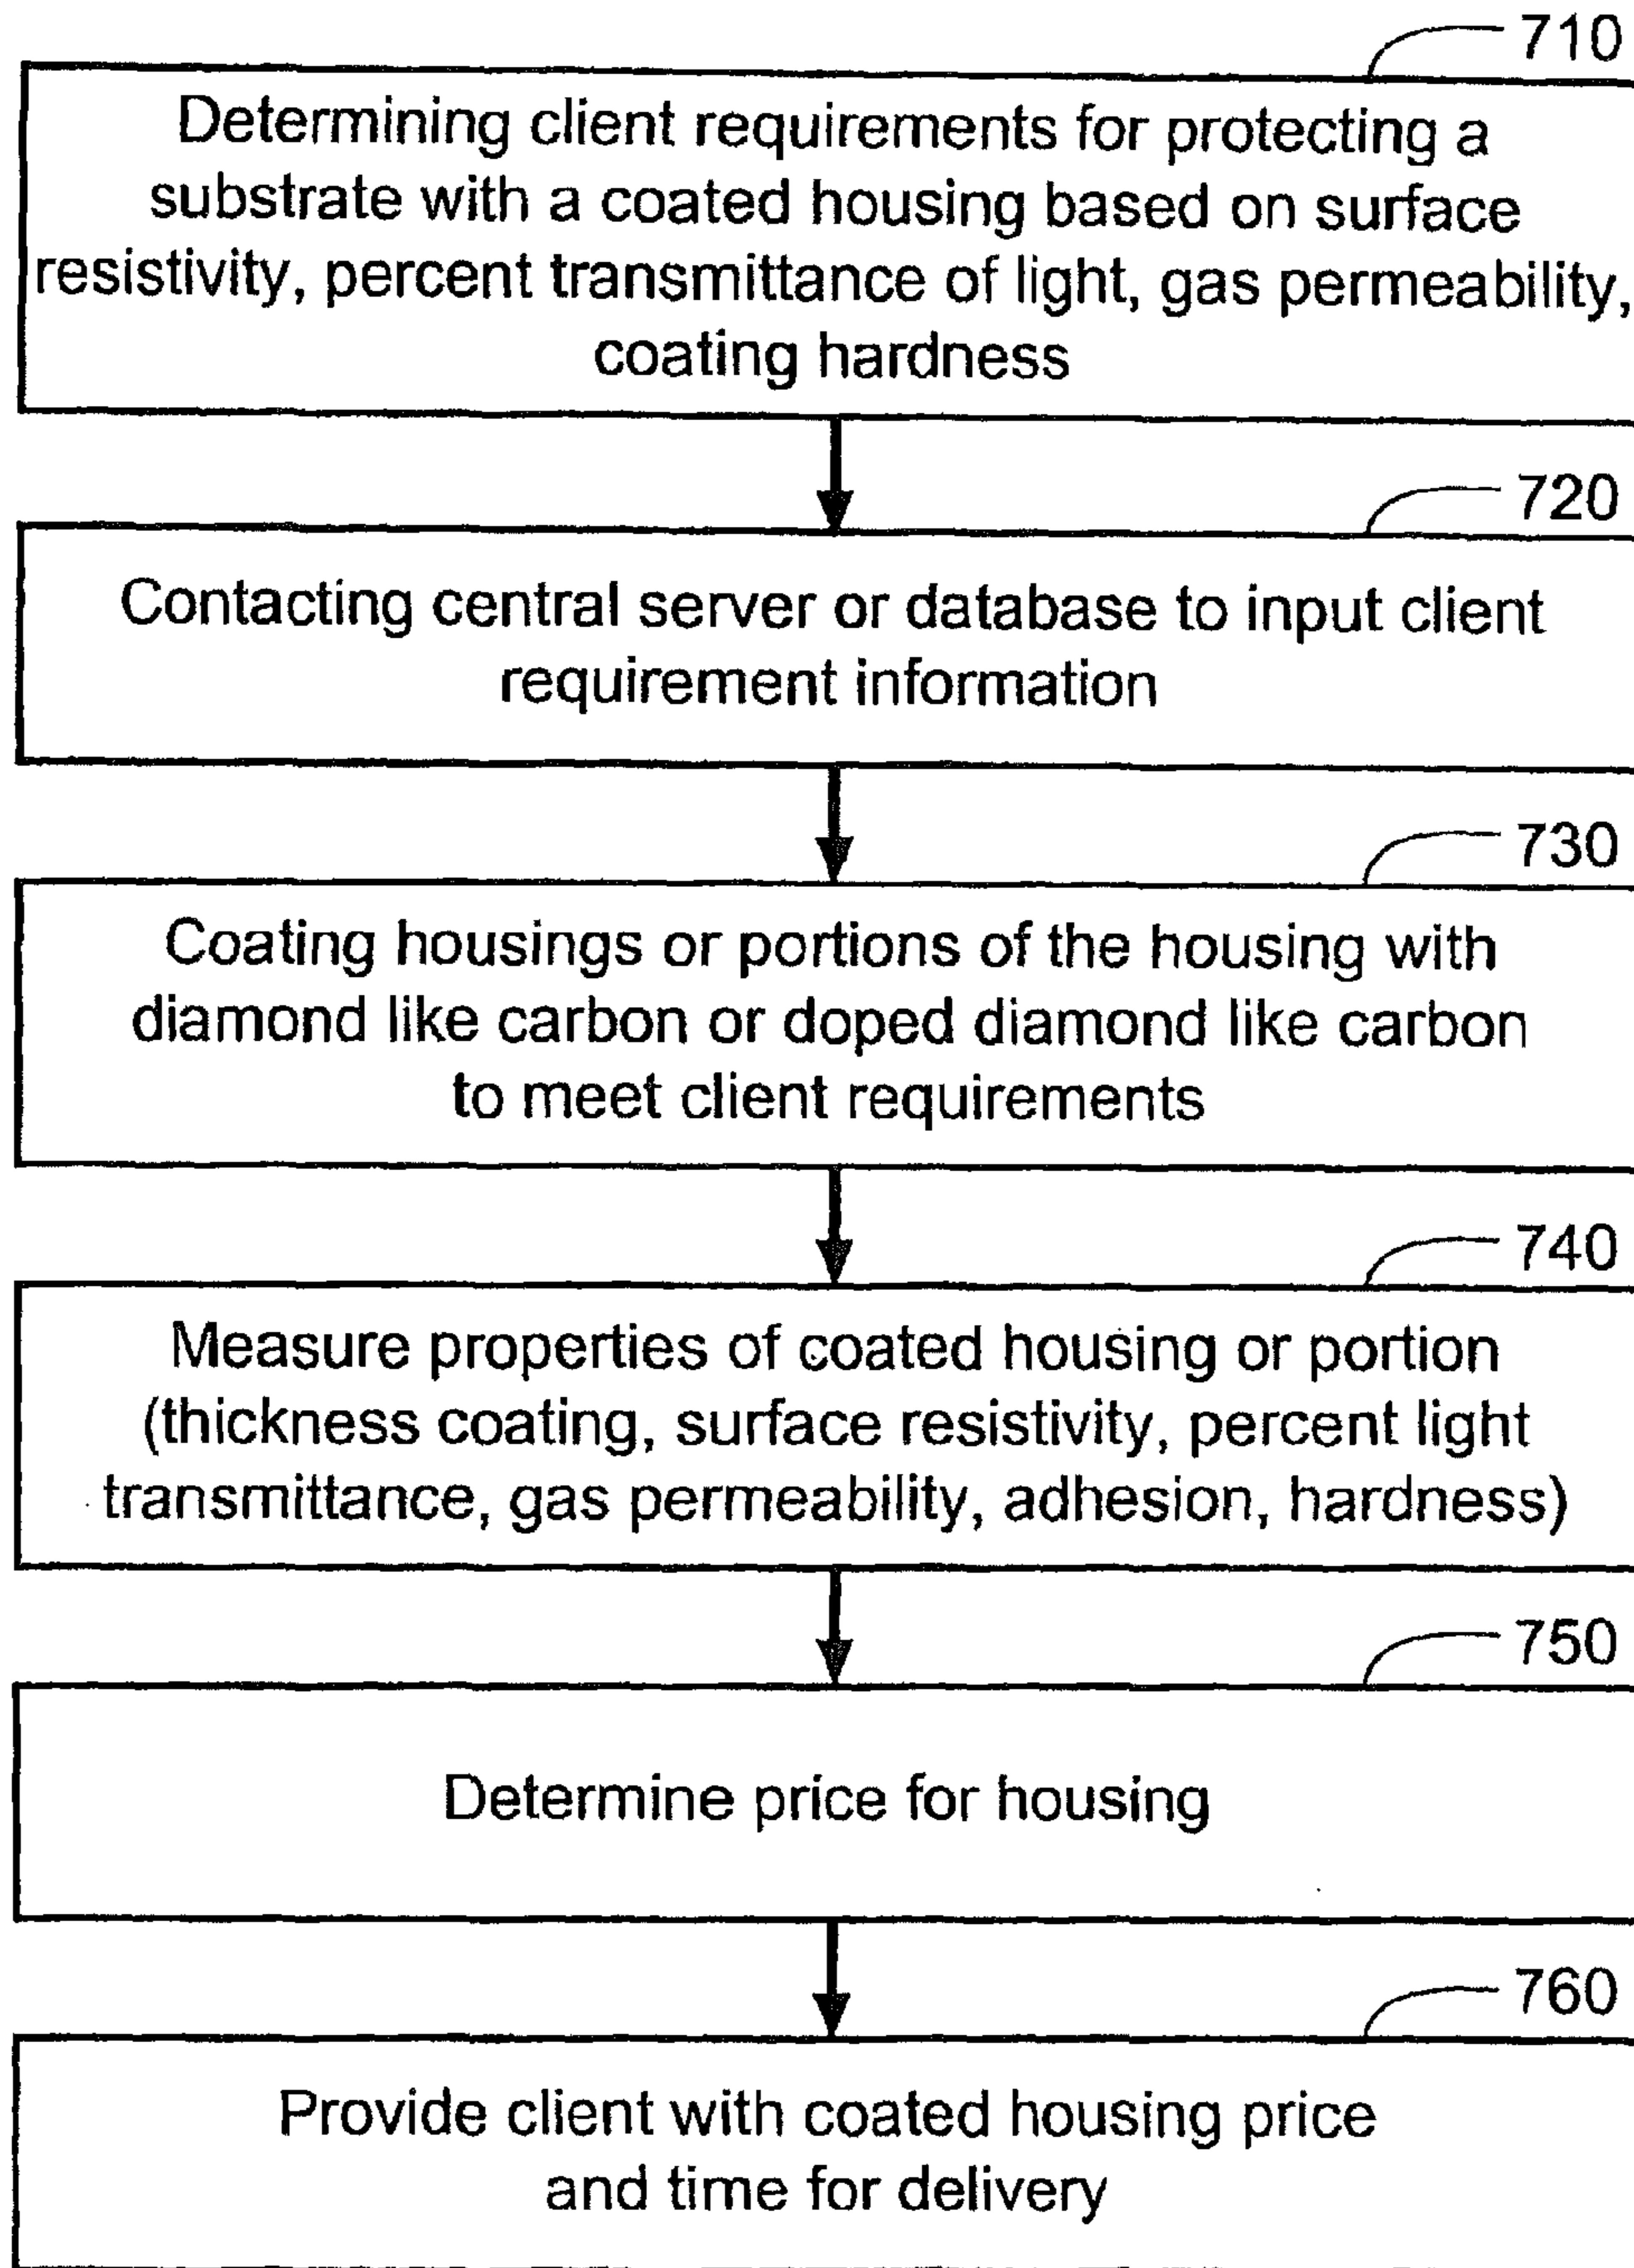 710
Determining client requirements for protecting a
substrate with a coated housing based on surface
resistivity, percent transmittance of light, gas permeability,
coating hardness
720
Contacting central server or database to input client
requirement information
730
Coating housings or portions of the housing with
diamond like carbon or doped diamond like carbon
to meet client requirements
740
Measure properties of coated housing or portion
(thickness coating, surface resistivity, percent light
transmittance, gas permeability, adhesion, hardness)
750
Determine price for housing
760
Provide client with coated housing price
and time for delivery